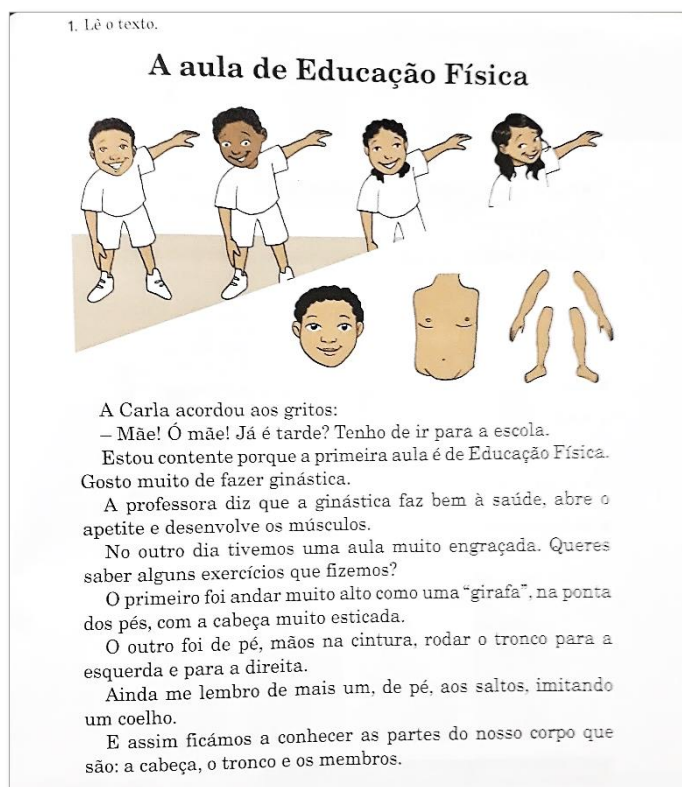 1. Lê o texto.
A aula de Educação Física
A Carla acordou aos gritos:
– Mãe! Ó mãe! Já é tarde? Tenho de ir para a escola.
Estou contente porque a primeira aula é de Educação Física.
Gosto muito de fazer ginástica.
A professora diz que a ginástica faz bem à saúde, abre o
apetite e desenvolve os músculos.
No outro dia tivemos uma aula muito engraçada. Queres
saber alguns exercícios que fizemos?
O primeiro foi andar muito alto como uma “girafa”, na ponta
dos pés, com a cabeça muito esticada.
O outro foi de pé, mãos na cintura, rodar o tronco para a
esquerda e para a direita.
Ainda me lembro de mais um, de pé, aos saltos, imitando
um coelho.
E assim ficámos a conhecer as partes do nosso corpo que
são: a cabeça, o tronco e os membros.